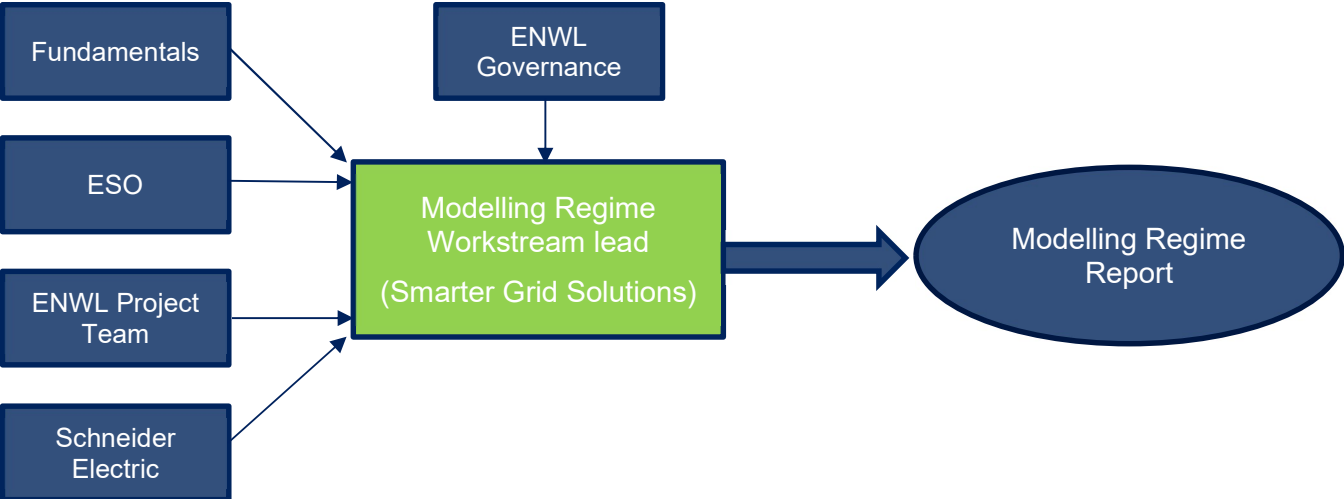 Fundamentals
ENWL
Governance
ESO
Modelling Regime
Workstream lead
(Smarter Grid Solutions)
Modelling Regime
Report
ENWL Project
Team
Schneider
Electric